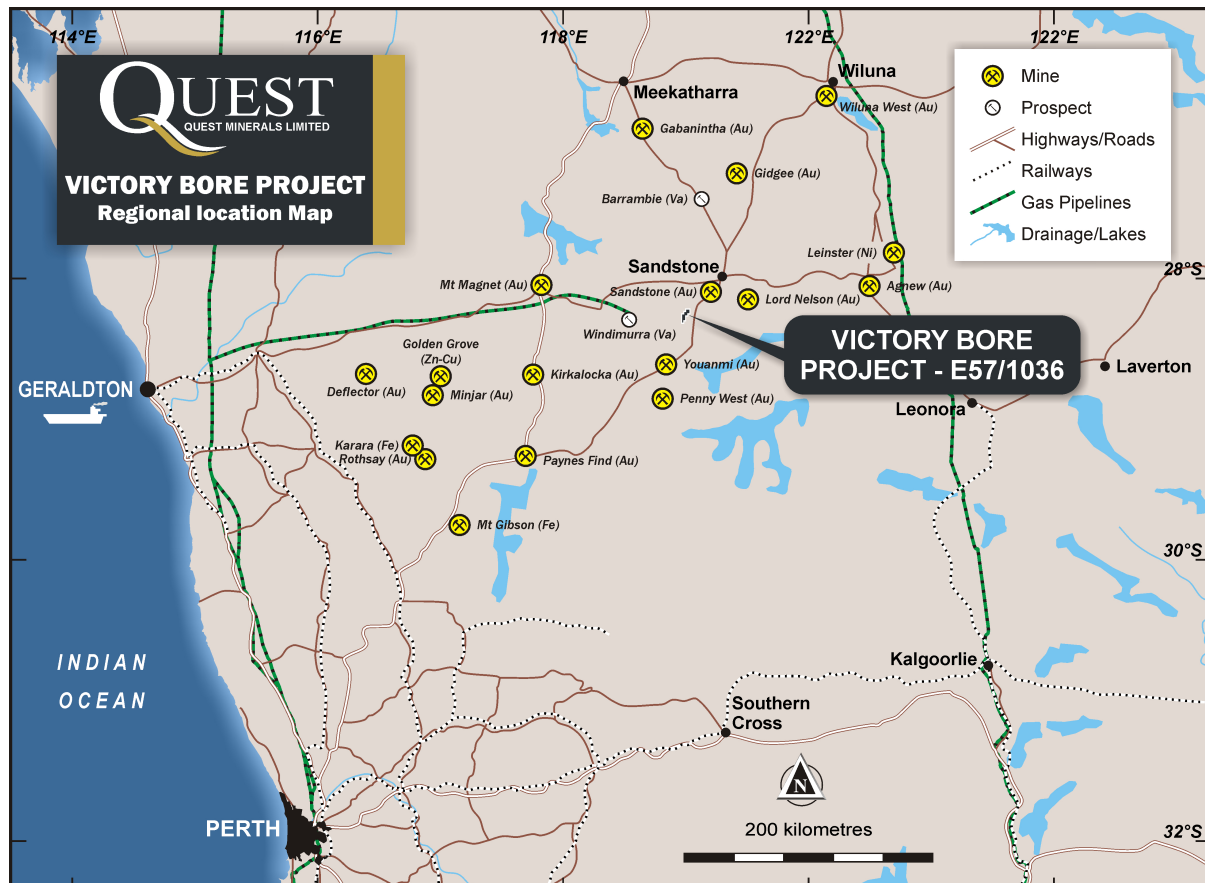 114°E
116°E
118°E
122°E
122°E
QUEST
QUEST MINERALS LIMITED
VICTORY BORE PROJECT
Regional location Map
Mine
Prospect
Highways/Roads
Railways
Gas Pipelines
Drainage/Lakes
Meekatharra
Wiluna
Wiluna West (Au)
Gabanintha (Au)
Gidgee (Au)
Barrambie (Va)
Leinster (Ni)
Sandstone
28°S
Mt Magnet (Au)
Sandstone (Au)
Lord Nelson (Au)
Agnew (Au)
Windimurra (Va)
VICTORY BORE
PROJECT - E57/1036
Golden Grove
(Zn-Cu)
Deflector (Au)
Minjar (Au)
Kirkalocka (Au)
Youanmi (Au)
Penny West (Au)
Laverton
GERALDTON
Leonora
Karara (Fe)
Rothsay (Au)
Paynes Find (Au)
Mt Gibson (Fe)
30°S
INDIAN
OCEAN
Kalgoorlie
Southern
Cross
N
PERTH
200 kilometres
32°S